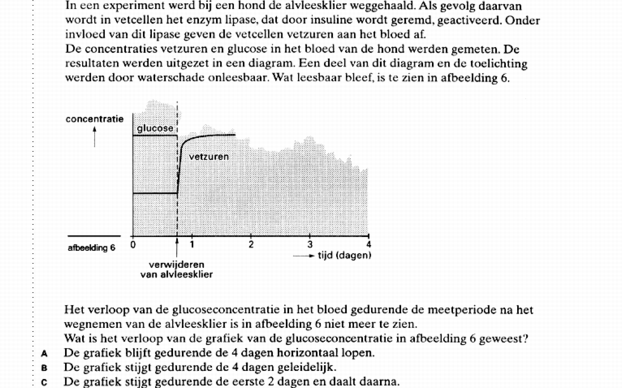 In een experiment werd bij een hond de alvleesklier weggehaald. Als gevolg daarvan
wordt in vetcellen het enzym lipase, dat door insuline wordt geremd, geactiveerd. Onder
invloed van dit lipase geven de vetcellen vetzuren aan het bloed af.
De concentraties vetzuren en glucose in het bloed van de hond werden gemeten. De
resultaten werden uitgezet in een diagram. Een deel van dit diagram en de toelichting
werden door waterschade onleesbaar. Wat leesbaar bleef, is te zien in afbeelding 6.
concentratie
glucose
vetzuren
afbeelding 6
0 1 2 3 4
tijd (dagen)
verwijderen
van alvleesklier
Het verloop van de glucoseconcentratie in het bloed gedurende de meetperiode na het
wegnemen van de alvleesklier is in afbeelding 6 niet meer te zien.
Wat is het verloop van de grafiek van de glucoseconcentratie in afbeelding 6 geweest?
A De grafiek blijft gedurende de 4 dagen horizontaal lopen.
B De grafiek stijgt gedurende de 4 dagen geleidelijk.
C De grafiek stijgt gedurende de eerste 2 dagen en daalt daarna.